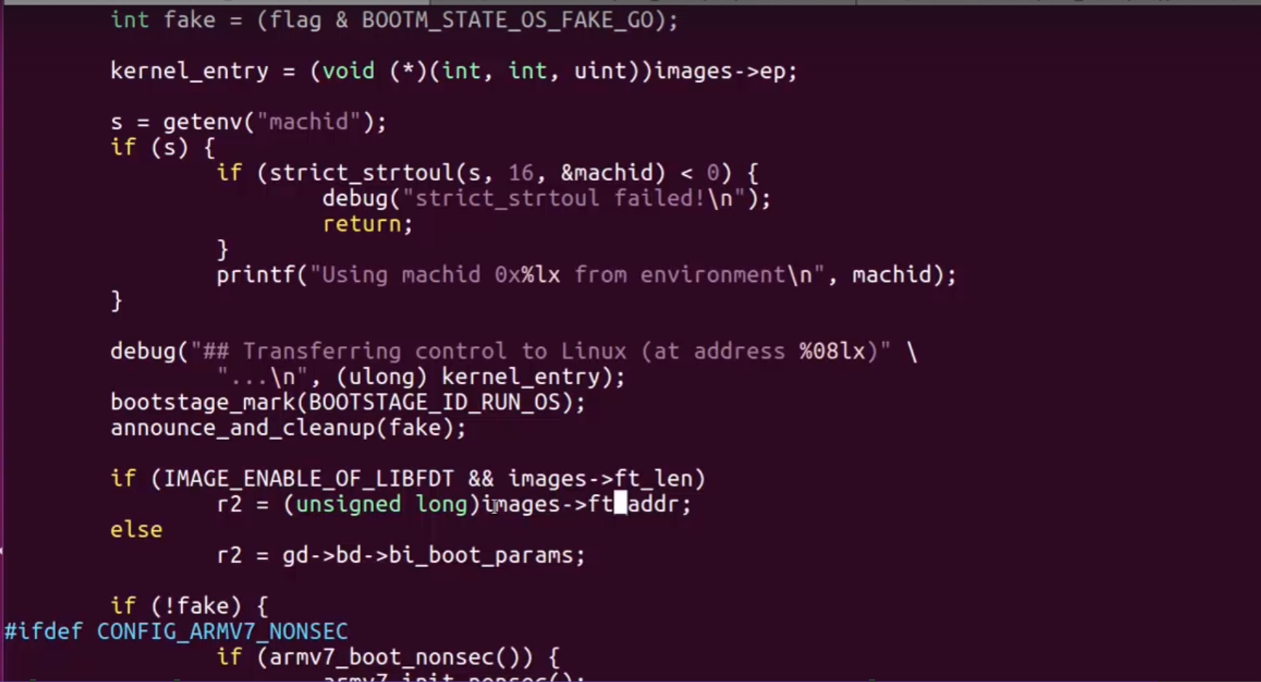 int fake = (flag & BOOTM_STATE_OS_FAKE_GO);
kernel_entry = (void (*)(int, int, uint))images->ep;
s = getenv("machid");
if (s) {
if (strict_strtoul(s, 16, &machid) < 0) {
debug("strict_strtoul failed!\n");
return;
}
printf("Using machid 0x%lx from environment\n", machid);
}
debug("## Transferring control to Linux (at address %08lx)" \
"...\n", (ulong) kernel_entry);
bootstage_mark(BOOTSTAGE_ID_RUN_OS);
announce_and_cleanup(fake);
if (IMAGE_ENABLE_OF_LIBFDT && images->ft_len)
r2 = (unsigned long)images->ft_addr;
else
r2 = gd->bd->bi_boot_params;
if (!fake) {
#ifdef CONFIG_ARMV7_NONSEC
if (armv7_boot_nonsec()) {
armv7_init_nonsec();